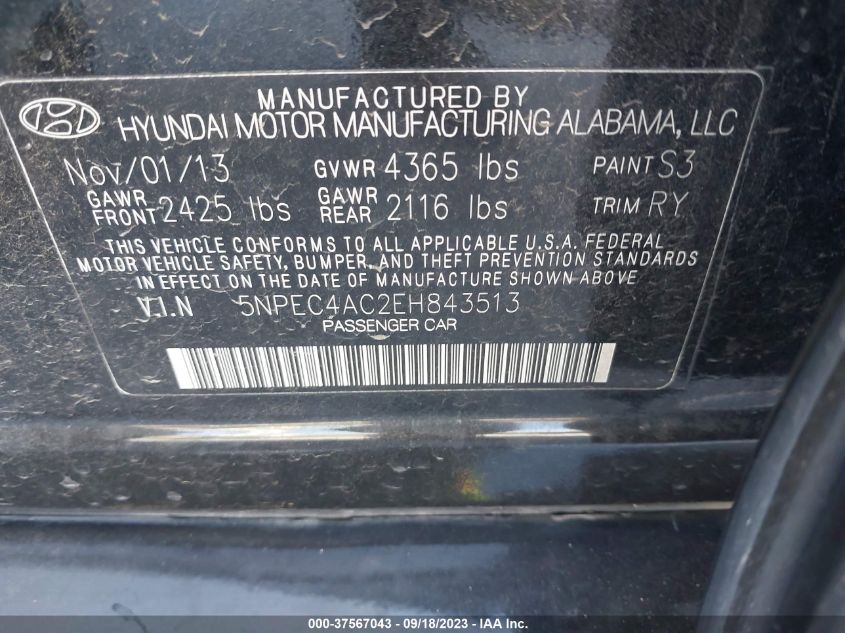 MANUFACTURED BY
HYUNDAI MOTOR MANUFACTURING ALABAMA, LLC
Nov/01/13 GVWR 4365 lbs PAINT S3
GAWR FRONT 2425 lbs GAWR REAR 2116 lbs TRIM RY
THIS VEHICLE CONFORMS TO ALL APPLICABLE U.S.A. FEDERAL
MOTOR VEHICLE SAFETY, BUMPER, AND THEFT PREVENTION STANDARDS
IN EFFECT ON THE DATE OF MANUFACTURE SHOWN ABOVE
V.I.N 5NPEC4AC2EH843513
PASSENGER CAR
000-37567043 - 09/18/2023 - IAA Inc.